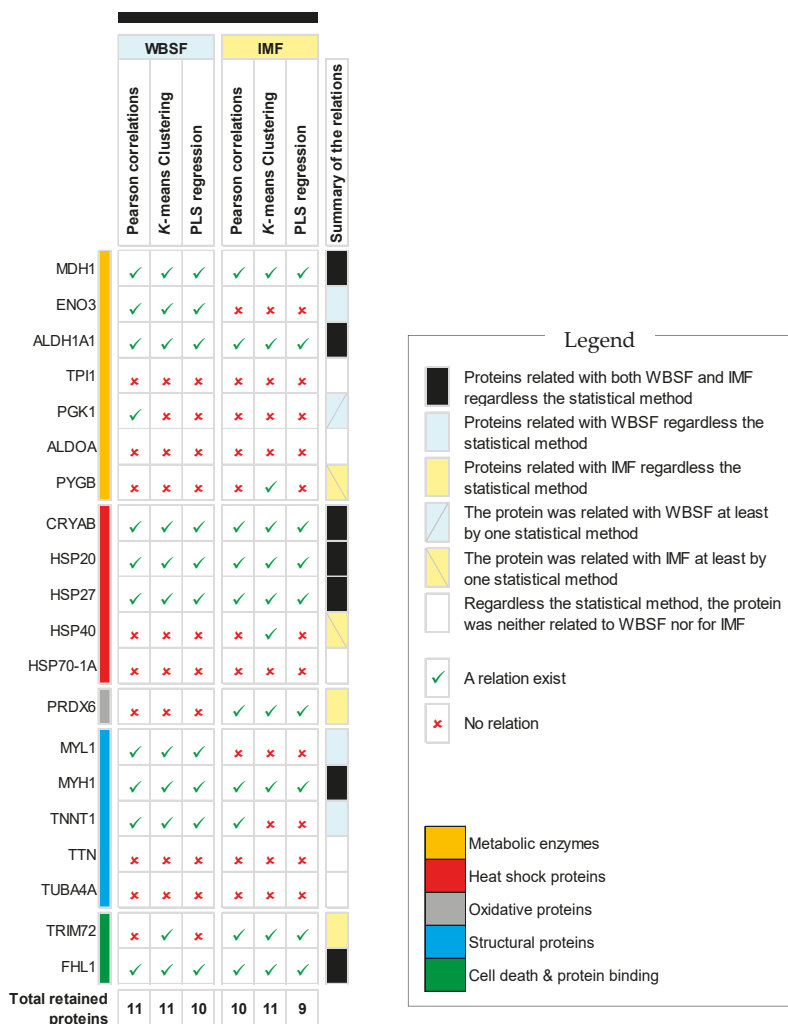 WBSF IMF
Pearson correlations
K-means Clustering
PLS regression
Pearson correlations
K-means Clustering
PLS regression
Summary of the relations
MDH1 ✓ ✓ ✓ ✓ ✓ ✓
ENO3 ✓ ✓ ✓ × × ×
ALDH1A1 ✓ ✓ ✓ ✓ ✓ ✓
TPI1 × × × × × ×
PGK1 ✓ × × × × ×
ALDOA × × × × × ×
PYGB × × × × ✓ ×
CRYAB ✓ ✓ ✓ ✓ ✓ ✓
HSP20 ✓ ✓ ✓ ✓ ✓ ✓
HSP27 ✓ ✓ ✓ ✓ ✓ ✓
HSP40 × × × × ✓ ×
HSP70-1A × × × × × ×
PRDX6 × × × ✓ ✓ ✓
MYL1 ✓ ✓ ✓ × × ×
MYH1 ✓ ✓ ✓ ✓ ✓ ✓
TNNT1 ✓ ✓ ✓ ✓ × ×
TTN × × × × × ×
TUBA4A × × × × × ×
TRIM72 × ✓ × ✓ ✓ ✓
FHL1 ✓ ✓ ✓ ✓ ✓ ✓
Total retained
proteins
11 11 10 10 11 9
Legend
Proteins related with both WBSF and IMF
regardless the statistical method
Proteins related with WBSF regardless the
statistical method
Proteins related with IMF regardless the
statistical method
The protein was related with WBSF at least
by one statistical method
The protein was related with IMF at least by
one statistical method
Regardless the statistical method, the protein
was neither related to WBSF nor for IMF
✓ A relation exist
× No relation
Metabolic enzymes
Heat shock proteins
Oxidative proteins
Structural proteins
Cell death & protein binding